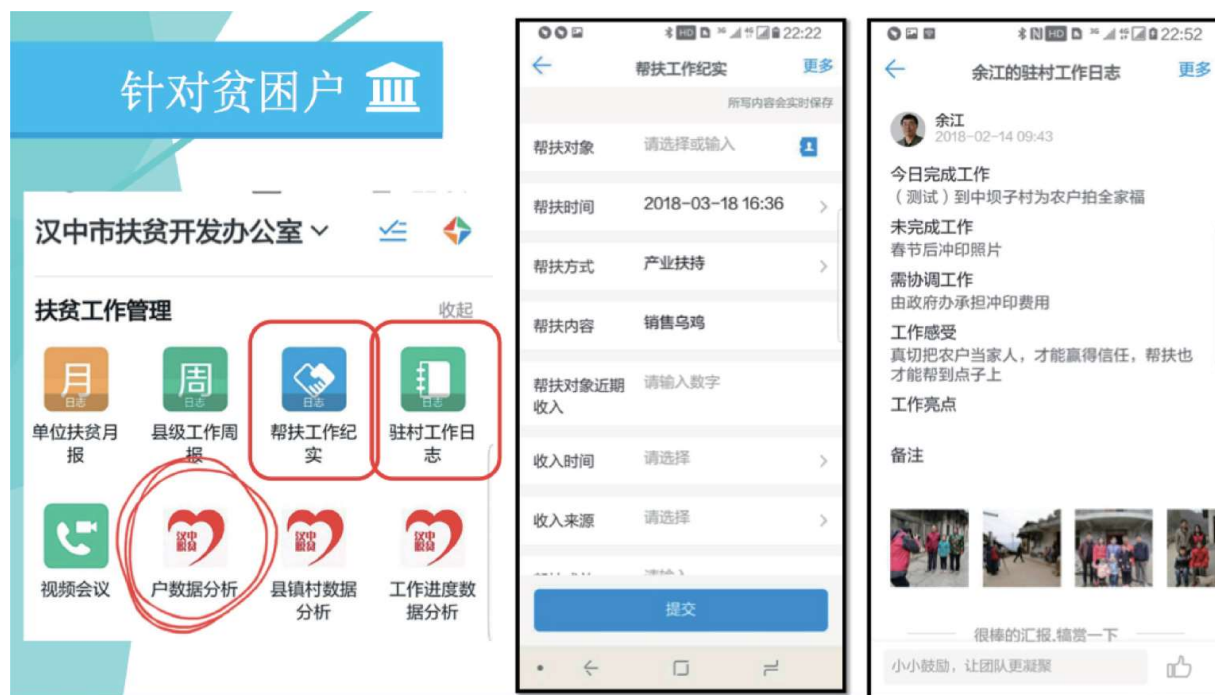 针对贫困户
汉中市扶贫开发办公室
扶贫工作管理
收起
月
日志
周
日志
日志
日志
单位扶贫月
报
县级工作周
报
帮扶工作纪
实
驻村工作日
志
汉中
脱贫
汉中
脱贫
汉中
脱贫
视频会议
户数据分析
县镇村数据
分析
工作进度数
据分析
HD 22:22
帮扶工作纪实
更多
所写内容会实时保存
帮扶对象
请选择或输入
帮扶时间
2018-03-18 16:36
帮扶方式
产业扶持
帮扶内容
销售乌鸡
帮扶对象近期
收入
请输入数字
收入时间
请选择
收入来源
请选择
提交
HD 22:52
余江的驻村工作日志
更多
余江
2018-02-14 09:43
今日完成工作
（测试）到中坝子村为农户拍全家福
未完成工作
春节后冲印照片
需协调工作
由政府办承担冲印费用
工作感受
真切把农户当家人，才能赢得信任，帮扶也
才能帮到点子上
工作亮点
备注
很棒的汇报,犒赏一下
小小鼓励，让团队更凝聚